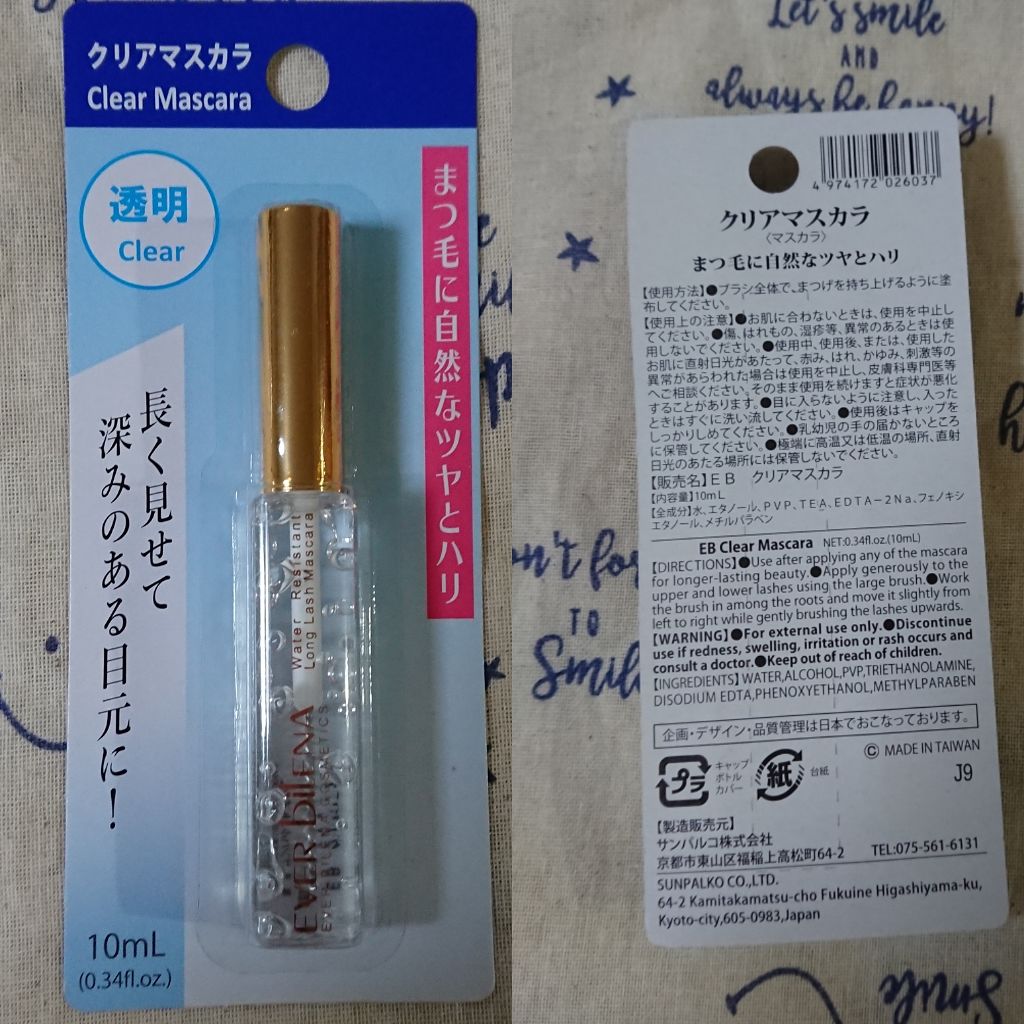 クリアマスカラ
Clear Mascara
透明
Clear
まつ毛に自然なツヤとハリ
長く見せて
深みのある目元に！
Water Resistant
Long Lash Mascara
EVER biLENA
10mL
(0.34fl.oz.)
Let's smile
AND
always be happy!
TO
Smile
4 974172 026037
クリアマスカラ
〈マスカラ〉
まつ毛に自然なツヤとハリ
【使用方法】●ブラシ全体で、まつげを持ち上げるように塗
布してください。
【使用上の注意】●お肌に合わないときは、使用を中止し
てください。●傷、はれもの、湿疹等、異常のあるときは使
用しないでください。●使用中、使用後、または、使用した
お肌に直射日光があたって、赤み、はれ、かゆみ、刺激等の
異常があらわれた場合は使用を中止し、皮膚科専門医等
へご相談ください。そのまま使用を続けますと症状が悪化
することがあります。●目に入らないように注意し、入った
ときはすぐに洗い流してください。●使用後はキャップを
しっかりしめてください。●乳幼児の手の届かないところ
に保管してください。●極端に高温又は低温の場所、直射
日光のあたる場所には保管しないでください。
【販売名】ＥＢ クリアマスカラ
【内容量】10mL
【全成分】水、エタノール、ＰＶＰ、ＴＥＡ、ＥＤＴＡ－２Ｎａ、フェノキシ
エタノール、メチルパラベン
EB Clear Mascara NET:0.34fl.oz.(10mL)
【DIRECTIONS】●Use after applying any of the mascara
for longer-lasting beauty.●Apply generously to the
upper and lower lashes using the large brush.●Work
the brush in among the roots and move it slightly from
left to right while gently brushing the lashes upwards.
【WARNING】●For external use only.●Discontinue
use if redness, swelling, irritation or rash occurs and
consult a doctor.●Keep out of reach of children.
【INGREDIENTS】WATER,ALCOHOL,PVP,TRIETHANOLAMINE,
DISODIUM EDTA,PHENOXYETHANOL,METHYLPARABEN
企画・デザイン・品質管理は日本でおこなっております。
プラ
キャップ
ボトル
カバー
紙
台紙
Ⓒ MADE IN TAIWAN
J9
【製造販売元】
サンパルコ株式会社
京都市東山区福稲上高松町64-2 TEL:075-561-6131
SUNPALKO CO.,LTD.
64-2 Kamitakamatsu-cho Fukuine Higashiyama-ku,
Kyoto-city,605-0983,Japan
Smile